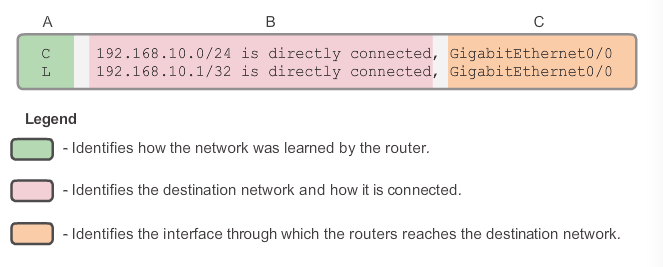 A B C
C 192.168.10.0/24 is directly connected, GigabitEthernet0/0
L 192.168.10.1/32 is directly connected, GigabitEthernet0/0
Legend
- Identifies how the network was learned by the router.
- Identifies the destination network and how it is connected.
- Identifies the interface through which the routers reaches the destination network.